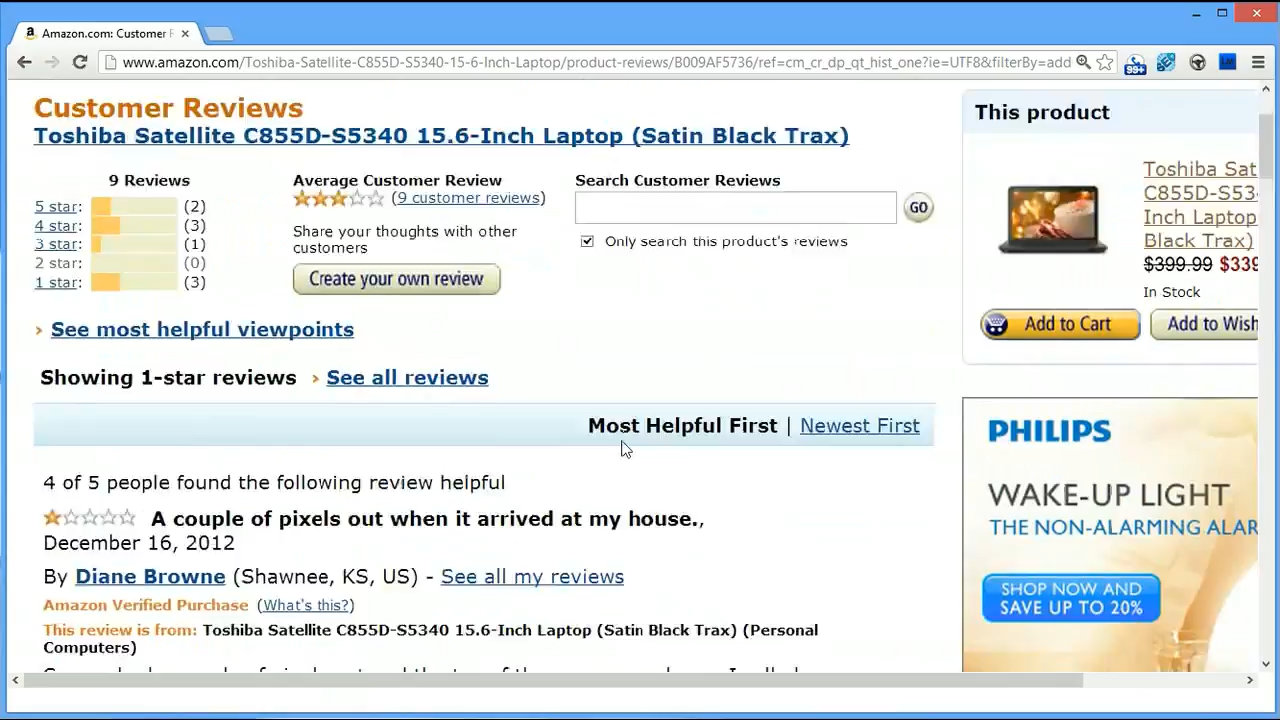 Amazon.com: Customer R
www.amazon.com/Toshiba-Satellite-C855D-S5340-15-6-Inch-Laptop/product-reviews/B009AF5736/ref=cm_cr_dp_qt_hist_one?ie=UTF8&filterBy=add
99+
Customer Reviews
Toshiba Satellite C855D-S5340 15.6-Inch Laptop (Satin Black Trax)
9 Reviews
5 star: (2)
4 star: (3)
3 star: (1)
2 star: (0)
1 star: (3)
Average Customer Review
(9 customer reviews)
Share your thoughts with other
customers
Create your own review
Search Customer Reviews
GO
Only search this product's reviews
› See most helpful viewpoints
Showing 1-star reviews › See all reviews
Most Helpful First | Newest First
4 of 5 people found the following review helpful
A couple of pixels out when it arrived at my house.,
December 16, 2012
By Diane Browne (Shawnee, KS, US) - See all my reviews
Amazon Verified Purchase (What's this?)
This review is from: Toshiba Satellite C855D-S5340 15.6-Inch Laptop (Satin Black Trax) (Personal
Computers)
This product
Toshiba Sat
C855D-S53
Inch Laptop
Black Trax)
$399.99 $339
In Stock
Add to Cart
Add to Wish
PHILIPS
WAKE-UP LIGHT
THE NON-ALARMING ALAR
SHOP NOW AND
SAVE UP TO 20%